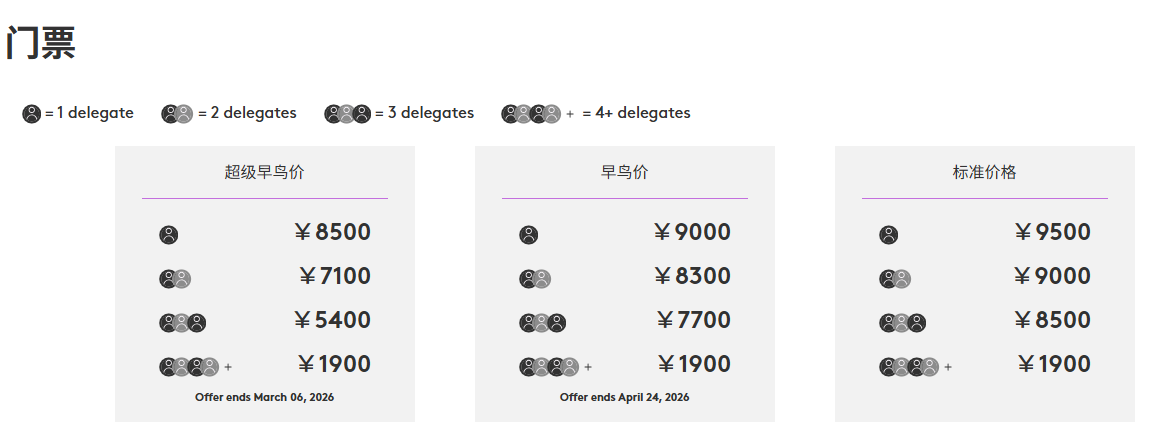 门票
= 1 delegate = 2 delegates = 3 delegates + = 4+ delegates
超级早鸟价
¥8500
¥7100
¥5400
+ ¥1900
Offer ends March 06, 2026
早鸟价
¥9000
¥8300
¥7700
+ ¥1900
Offer ends April 24, 2026
标准价格
¥9500
¥9000
¥8500
+ ¥1900